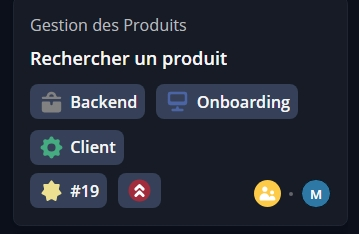 Gestion des Produits
Rechercher un produit
Backend Onboarding
Client
#19 M